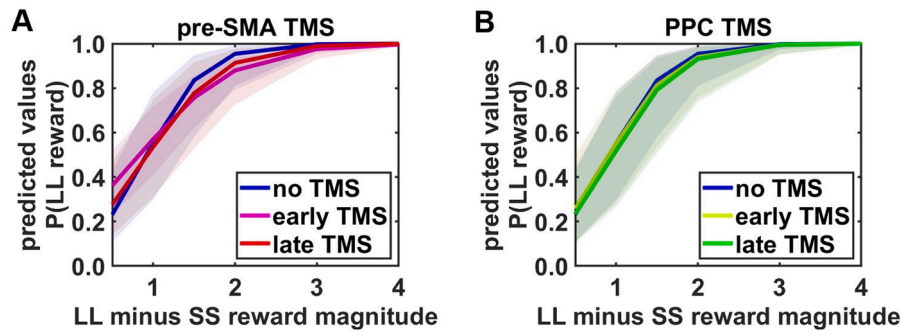 A
pre-SMA TMS
predicted values
P(LL reward)
1.0
0.8
0.6
0.4
0.2
0.0
no TMS
early TMS
late TMS
1 2 3 4
LL minus SS reward magnitude
B
PPC TMS
predicted values
P(LL reward)
1.0
0.8
0.6
0.4
0.2
0.0
no TMS
early TMS
late TMS
1 2 3 4
LL minus SS reward magnitude